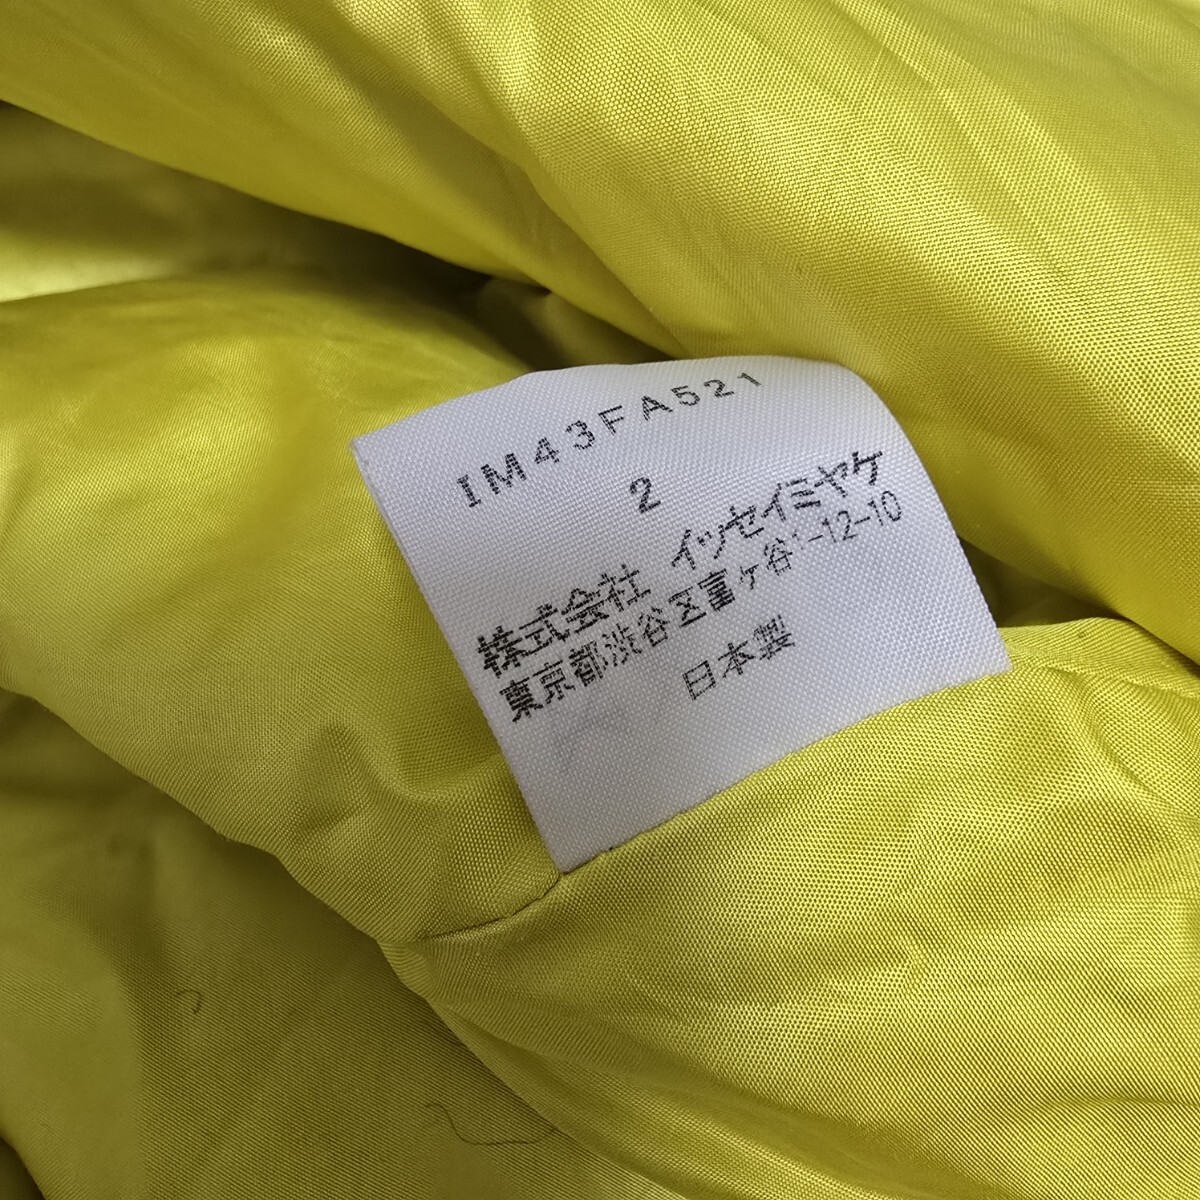 IM43FA521
2
株式会社 イッセイミヤケ
東京都渋谷区富ヶ谷1-12-10
日本製